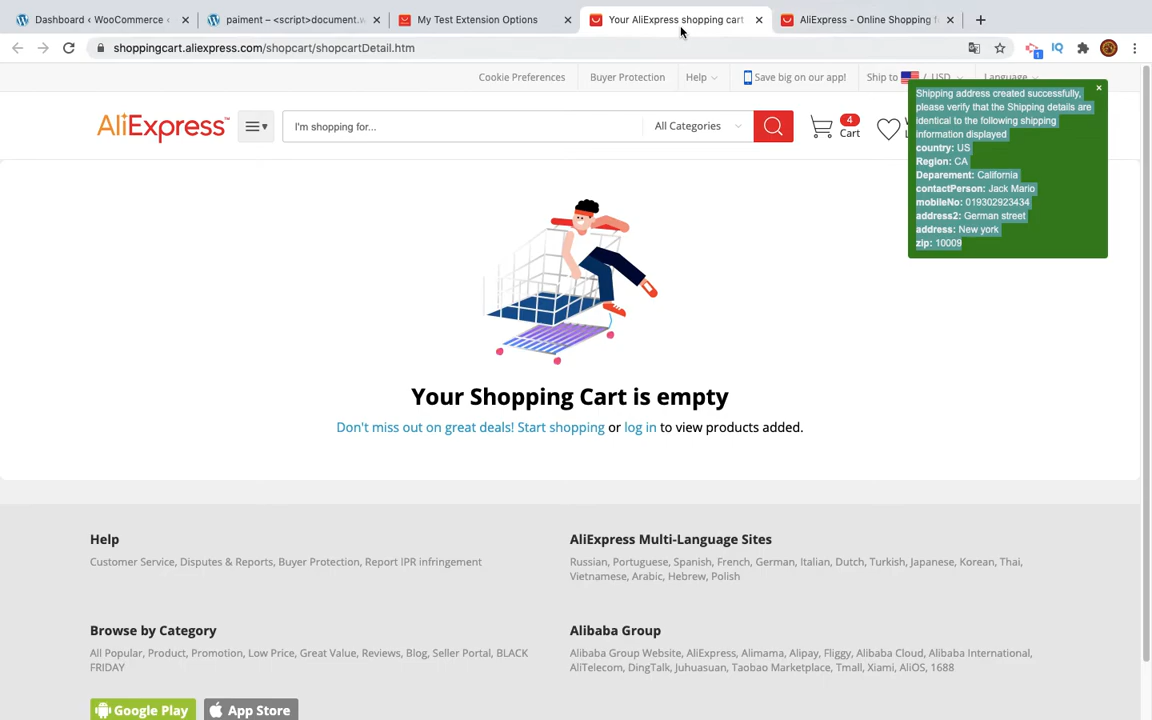 Dashboard ‹ WooCommerce ‹
paiment – <script>document.w
My Test Extension Options
Your AliExpress shopping cart
AliExpress - Online Shopping f
shoppingcart.aliexpress.com/shopcart/shopcartDetail.htm
1
IQ
Cookie Preferences
Buyer Protection
Help
Save big on our app!
Ship to / USD
Language
AliExpress™
I'm shopping for...
All Categories
4
Cart
Shipping address created successfully,
please verify that the Shipping details are
identical to the following shipping
information displayed
country: US
Region: CA
Deparement: California
contactPerson: Jack Mario
mobileNo: 019302923434
address2: German street
address: New york
zip: 10009
Your Shopping Cart is empty
Don't miss out on great deals! Start shopping or log in to view products added.
Help
Customer Service, Disputes & Reports, Buyer Protection, Report IPR infringement
AliExpress Multi-Language Sites
Russian, Portuguese, Spanish, French, German, Italian, Dutch, Turkish, Japanese, Korean, Thai,
Vietnamese, Arabic, Hebrew, Polish
Browse by Category
All Popular, Product, Promotion, Low Price, Great Value, Reviews, Blog, Seller Portal, BLACK
FRIDAY
Alibaba Group
Alibaba Group Website, AliExpress, Alimama, Alipay, Fliggy, Alibaba Cloud, Alibaba International,
AliTelecom, DingTalk, Juhuasuan, Taobao Marketplace, Tmall, Xiami, AliOS, 1688
Google Play
App Store